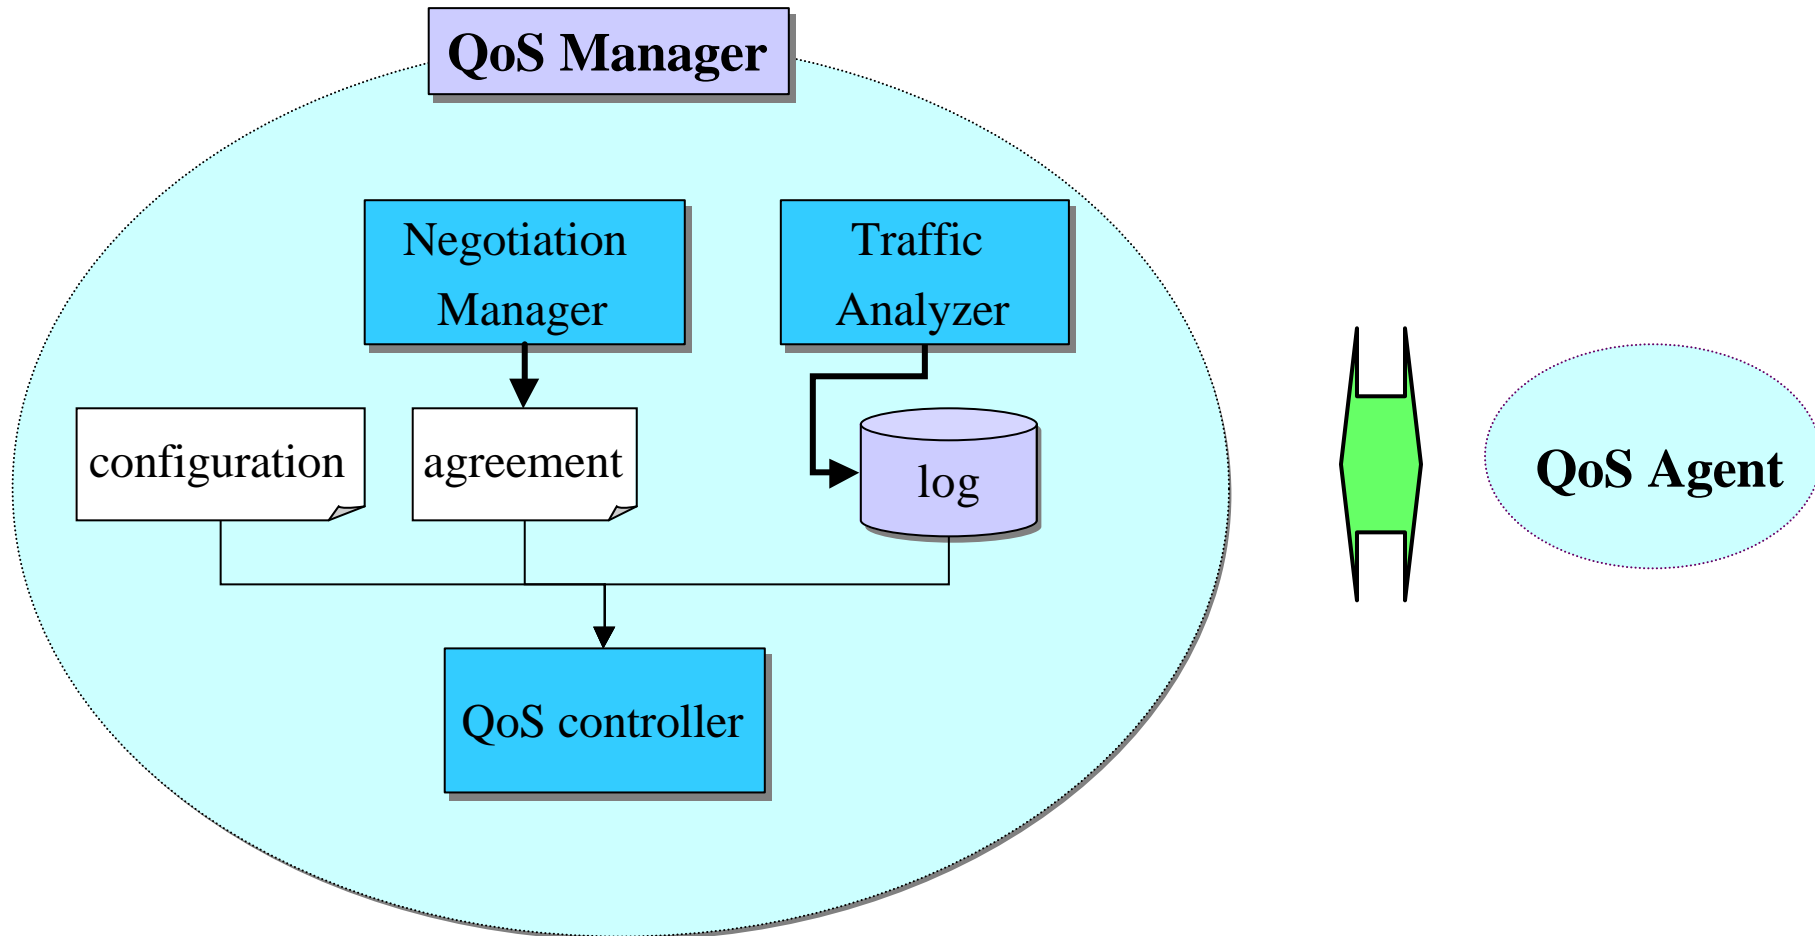 QoS Manager
Negotiation
Manager
Traffic
Analyzer
configuration
agreement
log
QoS Agent
QoS controller